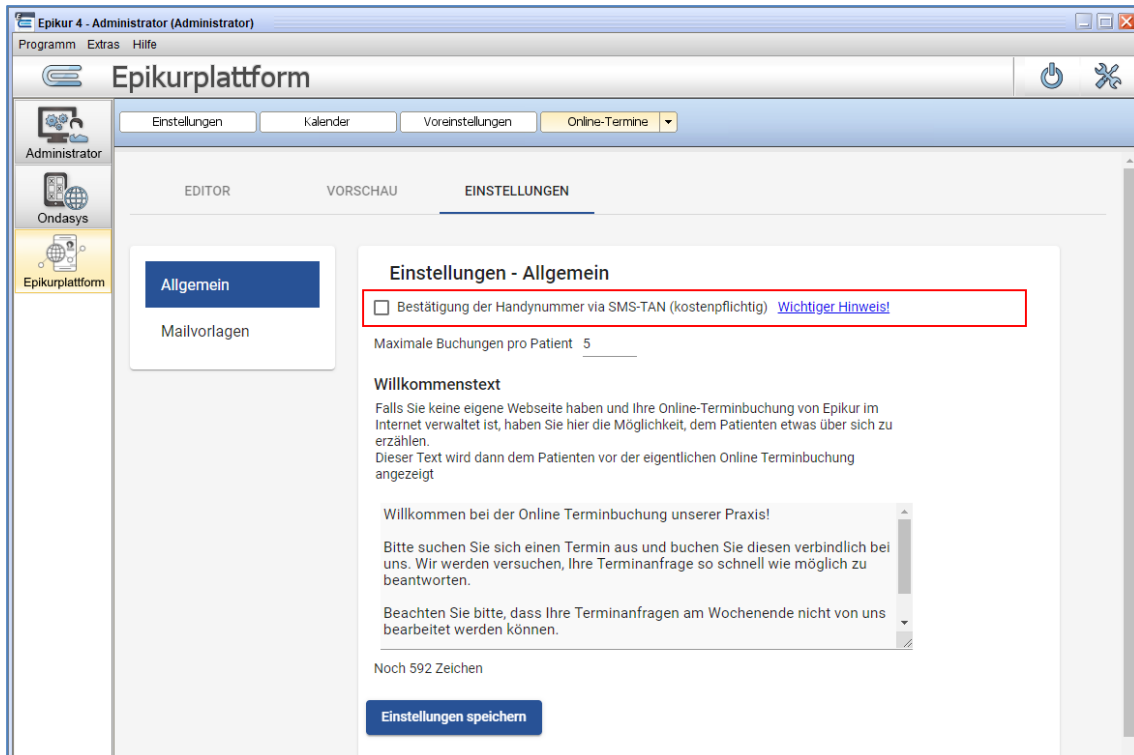 Epikur 4 - Administrator (Administrator)
Programm Extras Hilfe
Epikurplattform
Administrator
Ondasys
Epikurplattform
Einstellungen Kalender Voreinstellungen Online-Termine
EDITOR VORSCHAU EINSTELLUNGEN
Allgemein
Mailvorlagen
Einstellungen - Allgemein
Bestätigung der Handynummer via SMS-TAN (kostenpflichtig) Wichtiger Hinweis!
Maximale Buchungen pro Patient 5
Willkommenstext
Falls Sie keine eigene Webseite haben und Ihre Online-Terminbuchung von Epikur im
Internet verwaltet ist, haben Sie hier die Möglichkeit, dem Patienten etwas über sich zu
erzählen.
Dieser Text wird dann dem Patienten vor der eigentlichen Online Terminbuchung
angezeigt
Willkommen bei der Online Terminbuchung unserer Praxis!
Bitte suchen Sie sich einen Termin aus und buchen Sie diesen verbindlich bei
uns. Wir werden versuchen, Ihre Terminanfrage so schnell wie möglich zu
beantworten.
Beachten Sie bitte, dass Ihre Terminanfragen am Wochenende nicht von uns
bearbeitet werden können.
Noch 592 Zeichen
Einstellungen speichern